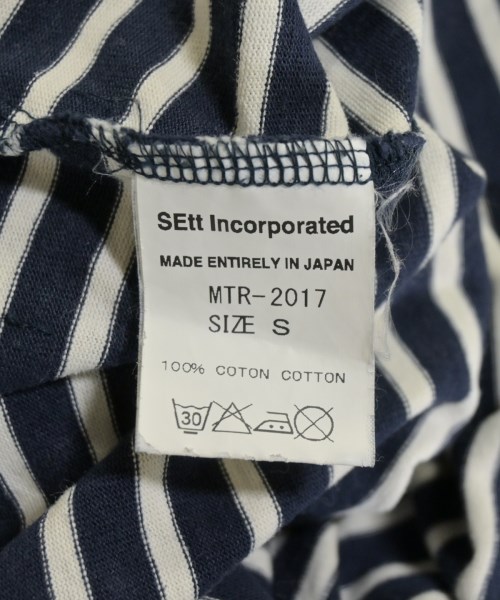 SEtt Incorporated
MADE ENTIRELY IN JAPAN
MTR-2017
SIZE S
100% COTON COTTON
30